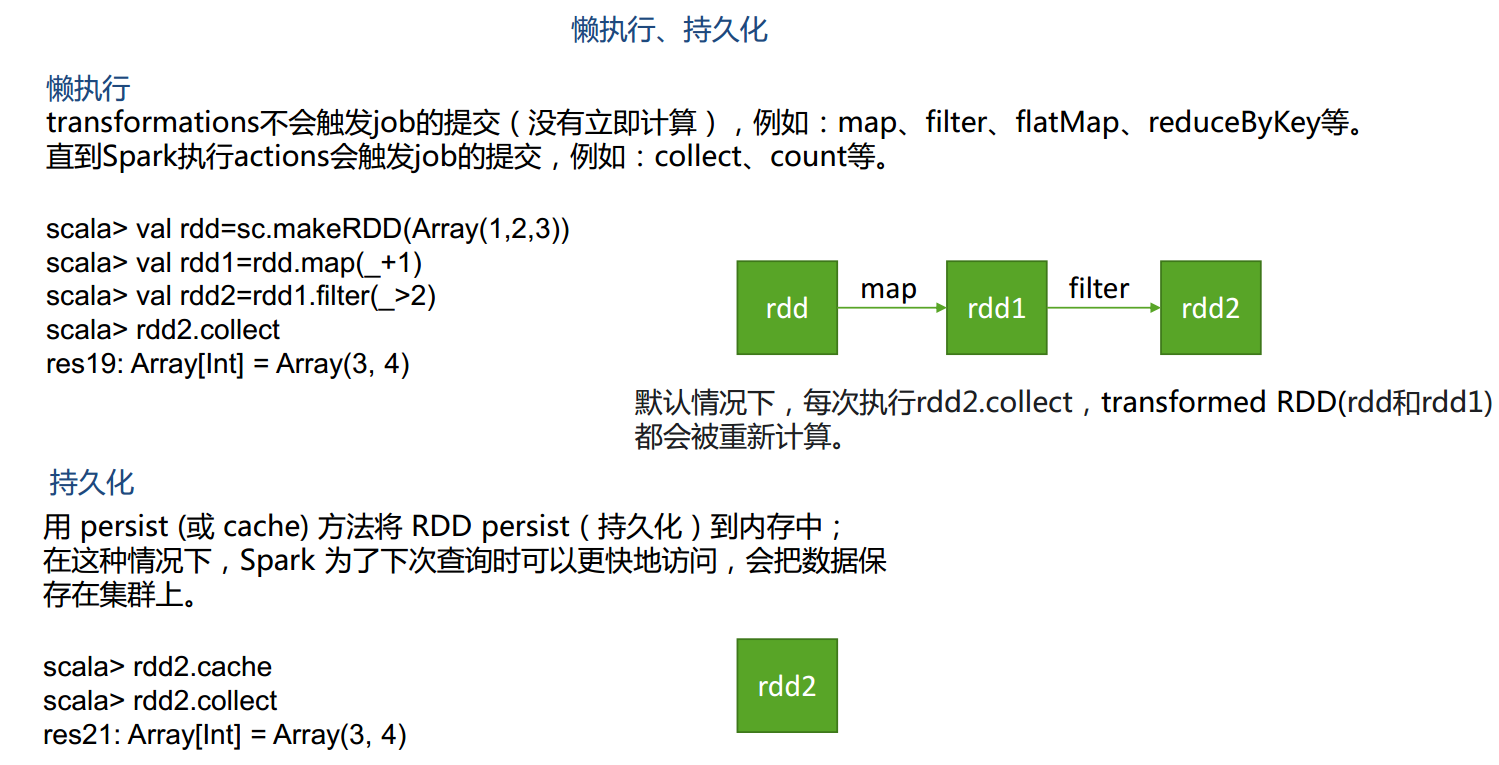 懒执行、持久化
懒执行
transformations不会触发job的提交（没有立即计算），例如：map、filter、flatMap、reduceByKey等。
直到Spark执行actions会触发job的提交，例如：collect、count等。
scala> val rdd=sc.makeRDD(Array(1,2,3))
scala> val rdd1=rdd.map(_+1)
scala> val rdd2=rdd1.filter(_>2)
scala> rdd2.collect
res19: Array[Int] = Array(3, 4)
rdd map rdd1 filter rdd2
默认情况下，每次执行rdd2.collect，transformed RDD(rdd和rdd1)
都会被重新计算。
持久化
用 persist (或 cache) 方法将 RDD persist（持久化）到内存中；
在这种情况下，Spark 为了下次查询时可以更快地访问，会把数据保
存在集群上。
scala> rdd2.cache
scala> rdd2.collect
res21: Array[Int] = Array(3, 4)
rdd2